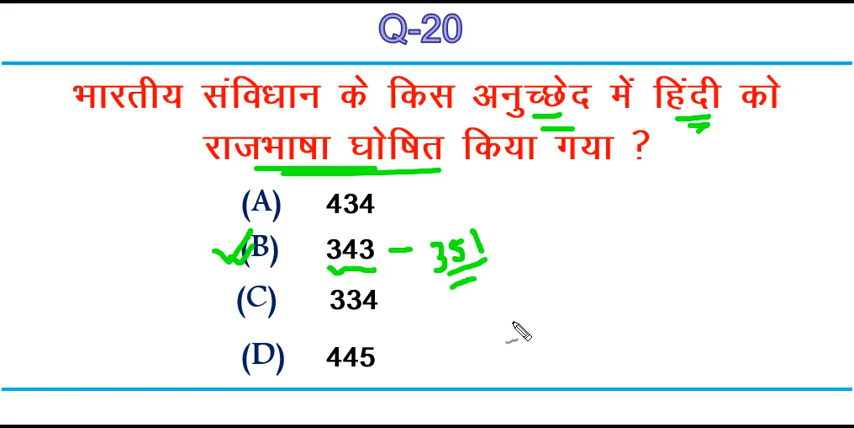 Q-20
भारतीय संविधान के किस अनुच्छेद में हिंदी को
राजभाषा घोषित किया गया ?
(A) 434
(B) 343 – 351
(C) 334
(D) 445